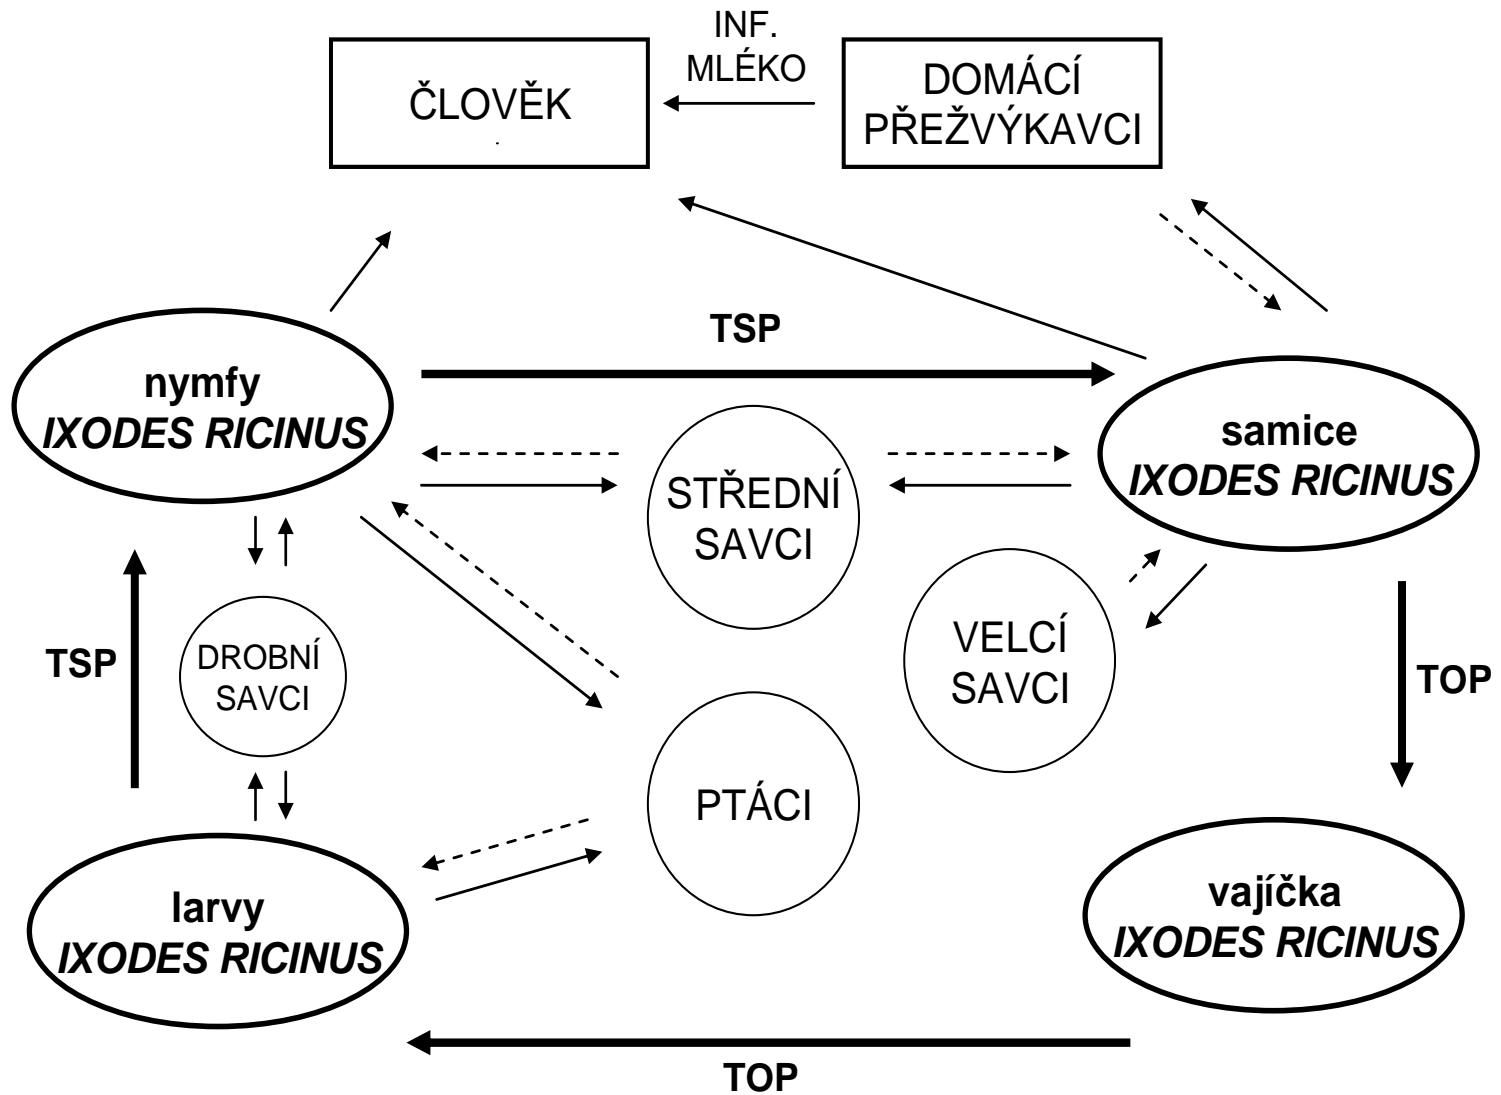 INF.
MLÉKO
ČLOVĚK
DOMÁCÍ
PŘEŽVÝKAVCI
TSP
nymfy
IXODES RICINUS
samice
IXODES RICINUS
STŘEDNÍ
SAVCI
VELCÍ
SAVCI
TSP
DROBNÍ
SAVCI
TOP
PTÁCI
larvy
IXODES RICINUS
vajíčka
IXODES RICINUS
TOP